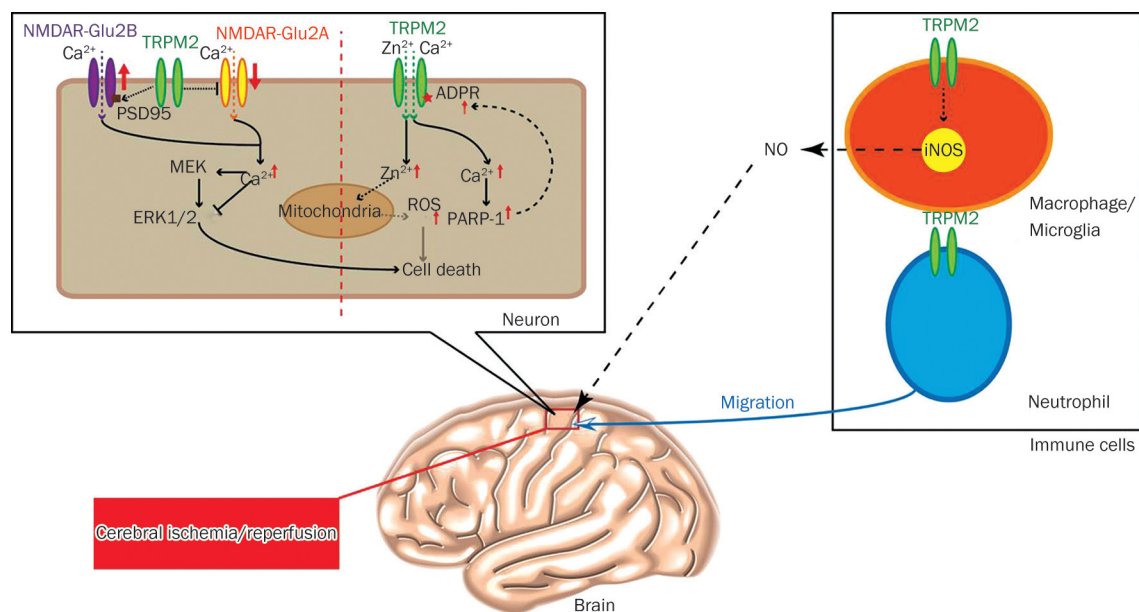 NMDAR-Glu2B
NMDAR-Glu2A
TRPM2
Ca²⁺
TRPM2
Ca²⁺
Zn²⁺
Ca²⁺
PSD95
ADPR
MEK
Ca²⁺
Zn²⁺
Ca²⁺
ERK1/2
Mitochondria
ROS
PARP-1
Cell death
Neuron
TRPM2
iNOS
NO
Macrophage/
Microglia
TRPM2
Neutrophil
Immune cells
Migration
Cerebral ischemia/reperfusion
Brain